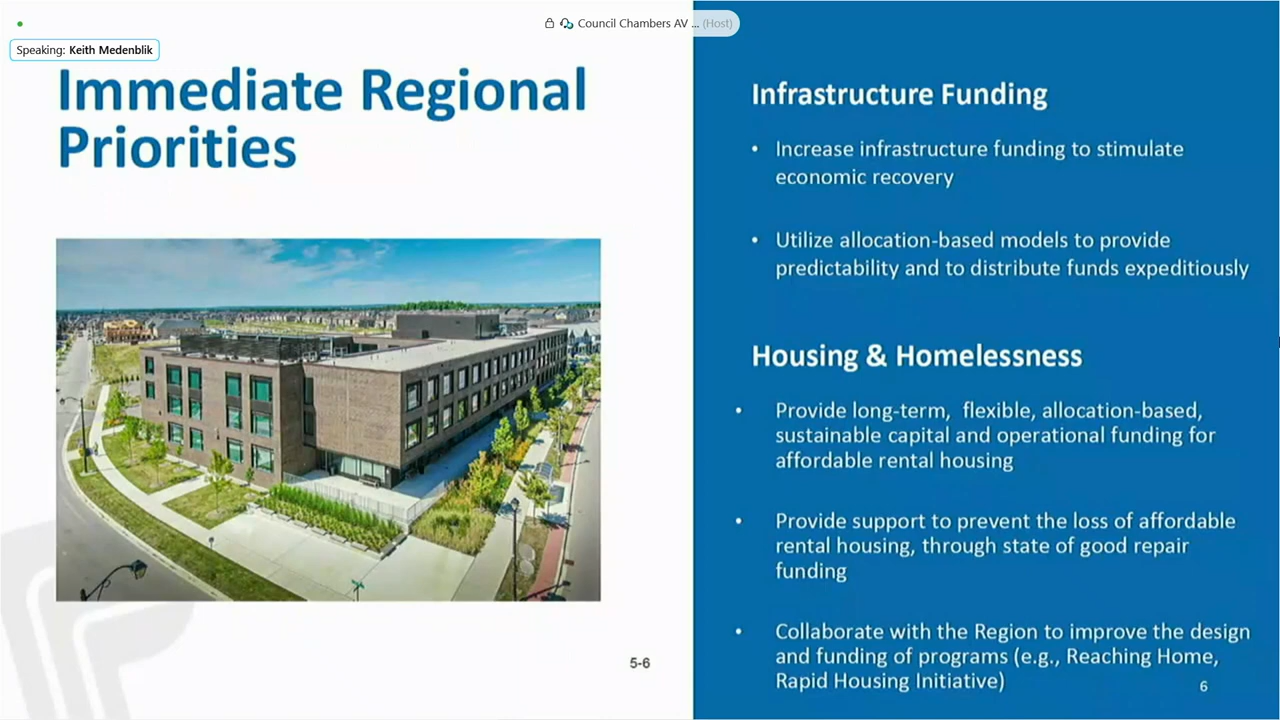 Council Chambers AV ... (Host)
Speaking: Keith Medenblik
Immediate Regional
Priorities
5-6
Infrastructure Funding
• Increase infrastructure funding to stimulate
economic recovery
• Utilize allocation-based models to provide
predictability and to distribute funds expeditiously
Housing & Homelessness
• Provide long-term, flexible, allocation-based,
sustainable capital and operational funding for
affordable rental housing
• Provide support to prevent the loss of affordable
rental housing, through state of good repair
funding
• Collaborate with the Region to improve the design
and funding of programs (e.g., Reaching Home,
Rapid Housing Initiative)
6